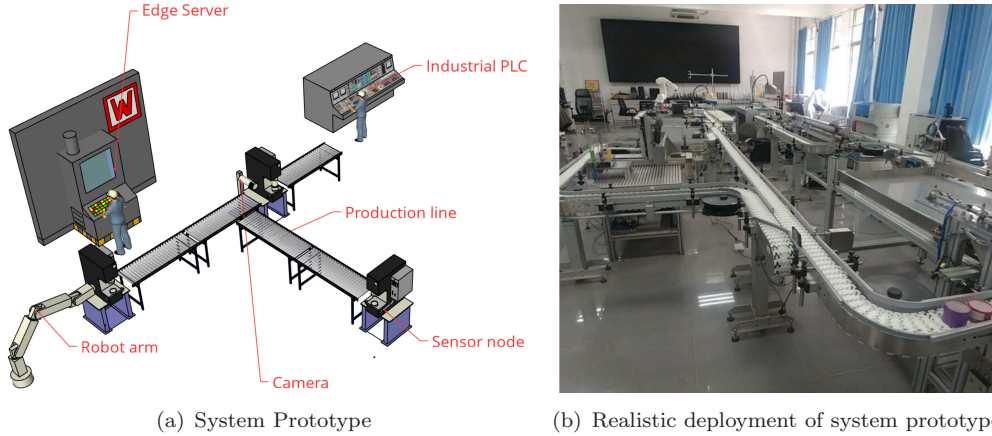 Edge Server
W
Industrial PLC
Production line
Robot arm
Sensor node
Camera
(a) System Prototype
(b) Realistic deployment of system prototype